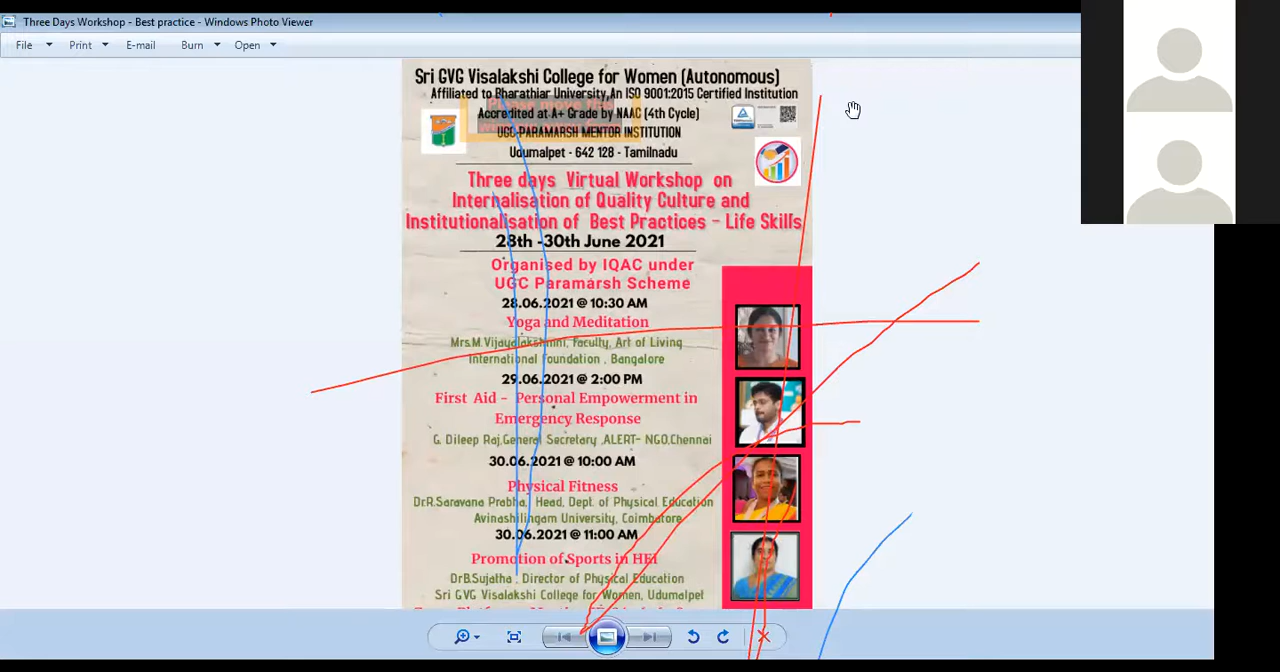 Three Days Workshop - Best practice - Windows Photo Viewer
File Print E-mail Burn Open
Sri GVG Visalakshi College for Women (Autonomous)
Affiliated to Bharathiar University,An ISO 9001:2015 Certified Institution
Please move this
Accredited at A+ Grade by NAAC (4th Cycle)
UGC-PARAMARSH MENTOR INSTITUTION
Udumalpet - 642 128 - Tamilnadu
Three days Virtual Workshop on
Internalisation of Quality Culture and
Institutionalisation of Best Practices - Life Skills
28th -30th June 2021
Organised by IQAC under
UGC Paramarsh Scheme
28.06.2021 @ 10:30 AM
Yoga and Meditation
Mrs.M.Vijayalakshmi, Faculty, Art of Living
International Foundation , Bangalore
29.06.2021 @ 2:00 PM
First Aid - Personal Empowerment in
Emergency Response
G. Dileep Raj,General Secretary ,ALERT- NGO,Chennai
30.06.2021 @ 10:00 AM
Physical Fitness
Dr.R.Saravana Prabha, Head, Dept. of Physical Education
Avinashilingam University, Coimbatore
30.06.2021 @ 11:00 AM
Promotion of Sports in HEI
Dr.B.Sujatha , Director of Physical Education
Sri GVG Visalakshi College for Women, Udumalpet